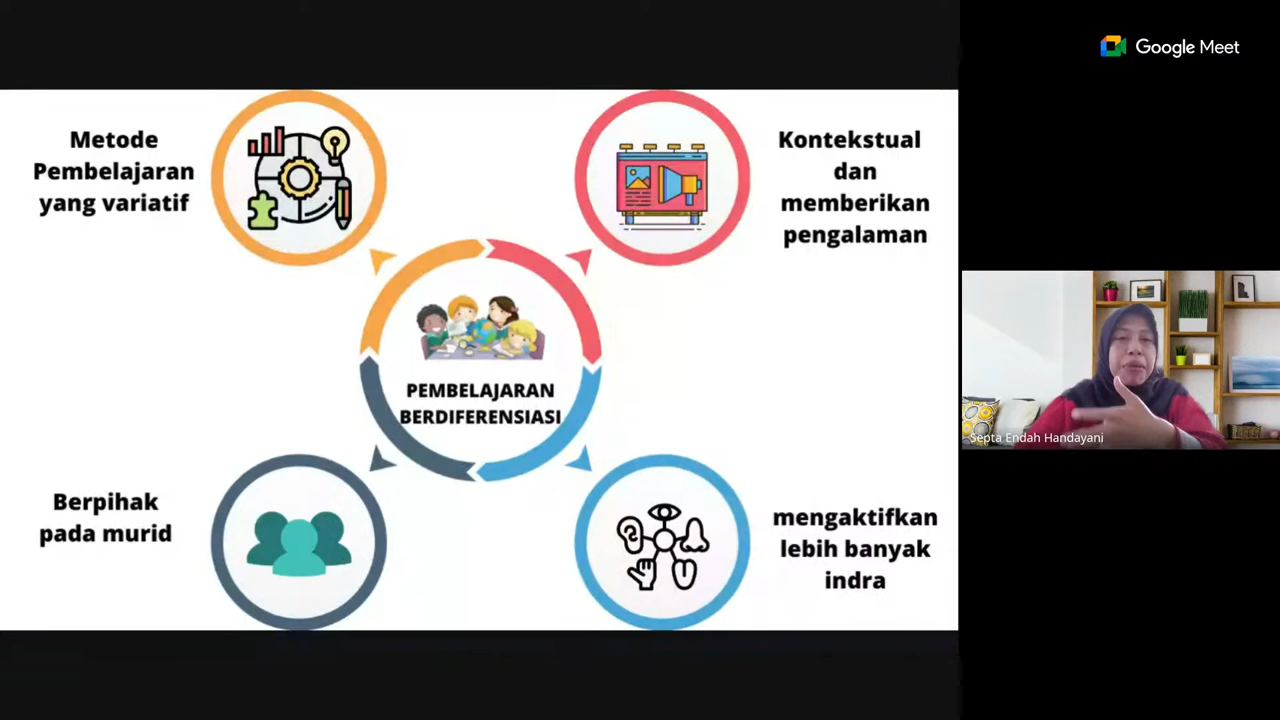 Google Meet
Metode
Pembelajaran
yang variatif
Kontekstual
dan
memberikan
pengalaman
PEMBELAJARAN
BERDIFERENSIASI
Berpihak
pada murid
mengaktifkan
lebih banyak
indra
Septa Endah Handayani